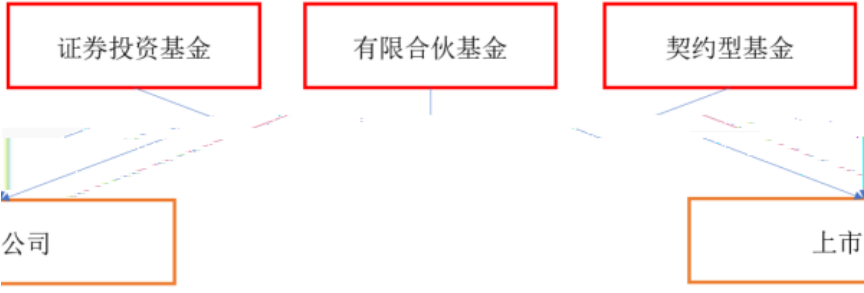 证券投资基金
有限合伙基金
契约型基金
公司
上市